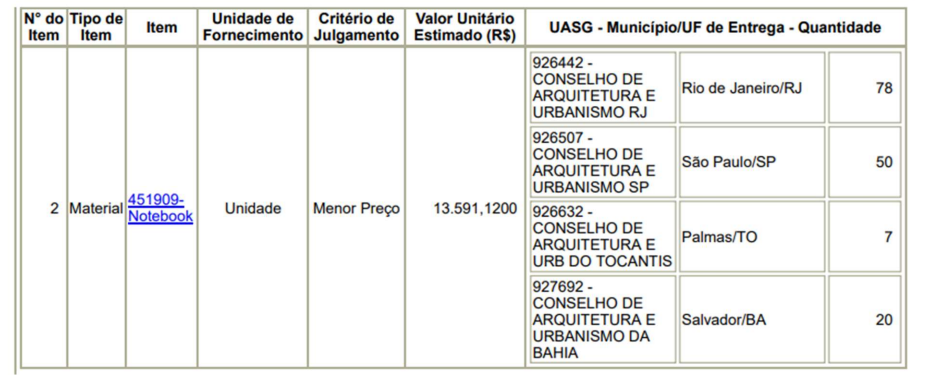 N° do Item
Tipo de Item
Item
Unidade de Fornecimento
Critério de Julgamento
Valor Unitário Estimado (R$)
UASG - Município/UF de Entrega - Quantidade
2
Material
451909-
Notebook
Unidade
Menor Preço
13.591,1200
926442 -
CONSELHO DE
ARQUITETURA E
URBANISMO RJ
Rio de Janeiro/RJ
78
926507 -
CONSELHO DE
ARQUITETURA E
URBANISMO SP
São Paulo/SP
50
926632 -
CONSELHO DE
ARQUITETURA E
URB DO TOCANTIS
Palmas/TO
7
927692 -
CONSELHO DE
ARQUITETURA E
URBANISMO DA
BAHIA
Salvador/BA
20